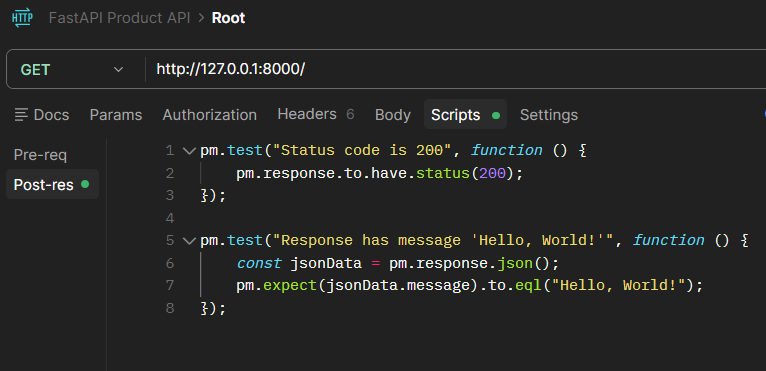 HTTP FastAPI Product API > Root
GET http://127.0.0.1:8000/
Docs Params Authorization Headers 6 Body Scripts Settings
Pre-req
Post-res
1 pm.test("Status code is 200", function () {
2 pm.response.to.have.status(200);
3 });
4
5 pm.test("Response has message 'Hello, World!'", function () {
6 const jsonData = pm.response.json();
7 pm.expect(jsonData.message).to.eql("Hello, World!");
8 });